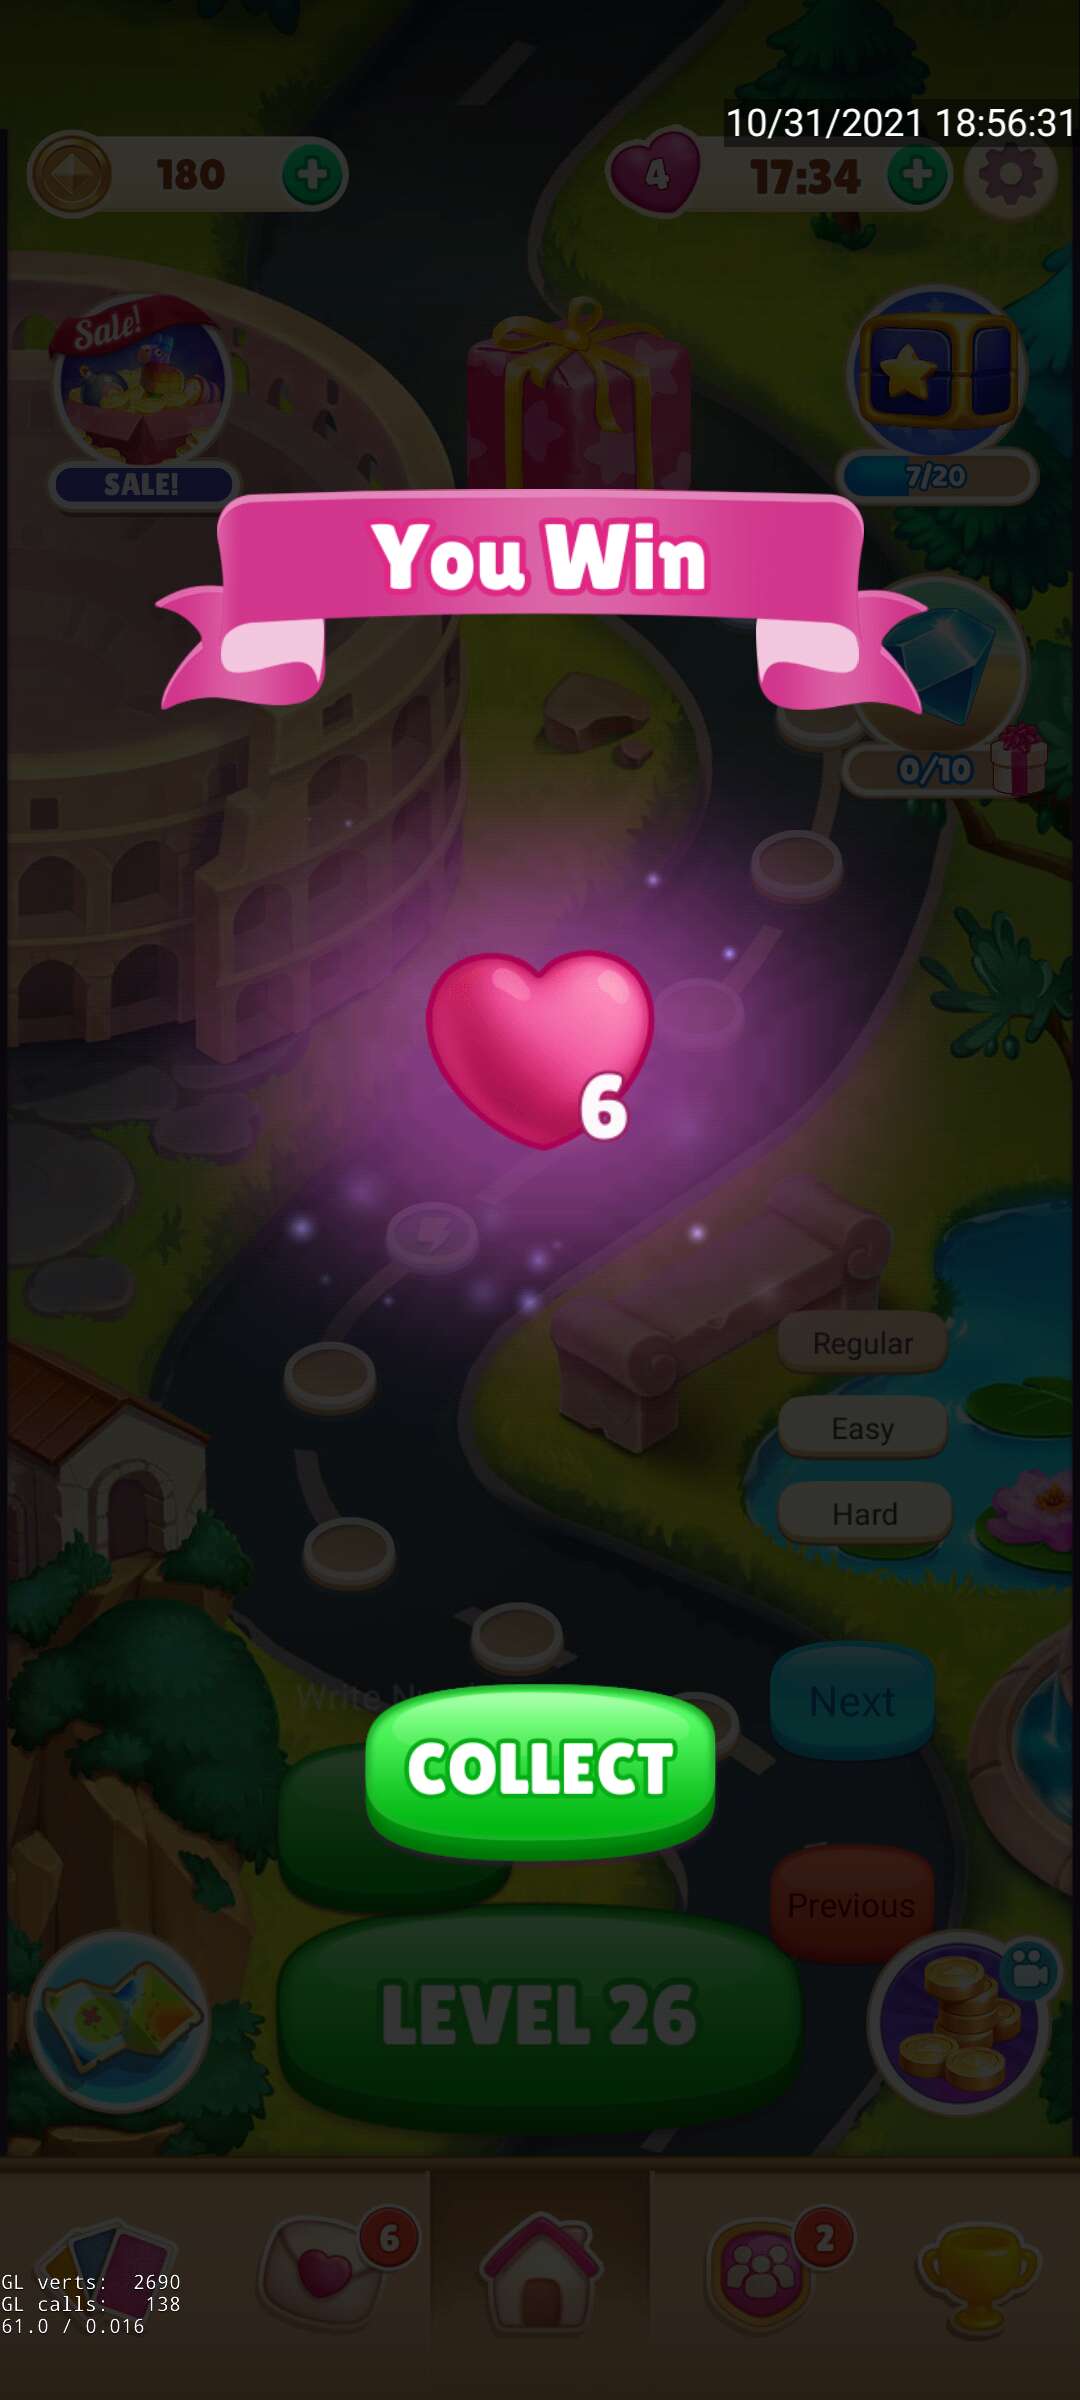 10/31/2021 18:56:31
180
4
17:34
Sale!
SALE!
7/20
You Win
0/10
6
Regular
Easy
Hard
Write
Next
COLLECT
Previous
LEVEL 26
6
2
GL verts: 2690
GL calls: 138
61.0 / 0.016